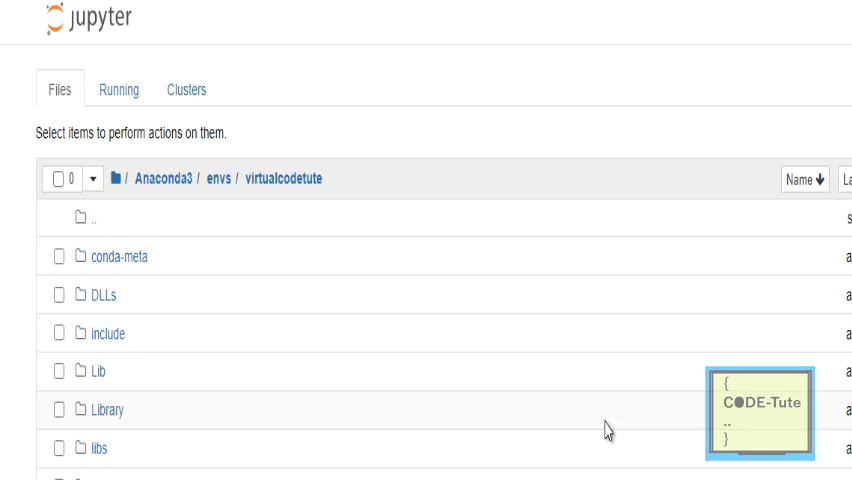 jupyter
Files Running Clusters
Select items to perform actions on them.
0 / Anaconda3 / envs / virtualcodetute Name La
..
conda-meta
DLLs
include
Lib
Library
libs
{
CODE-Tute
..
}